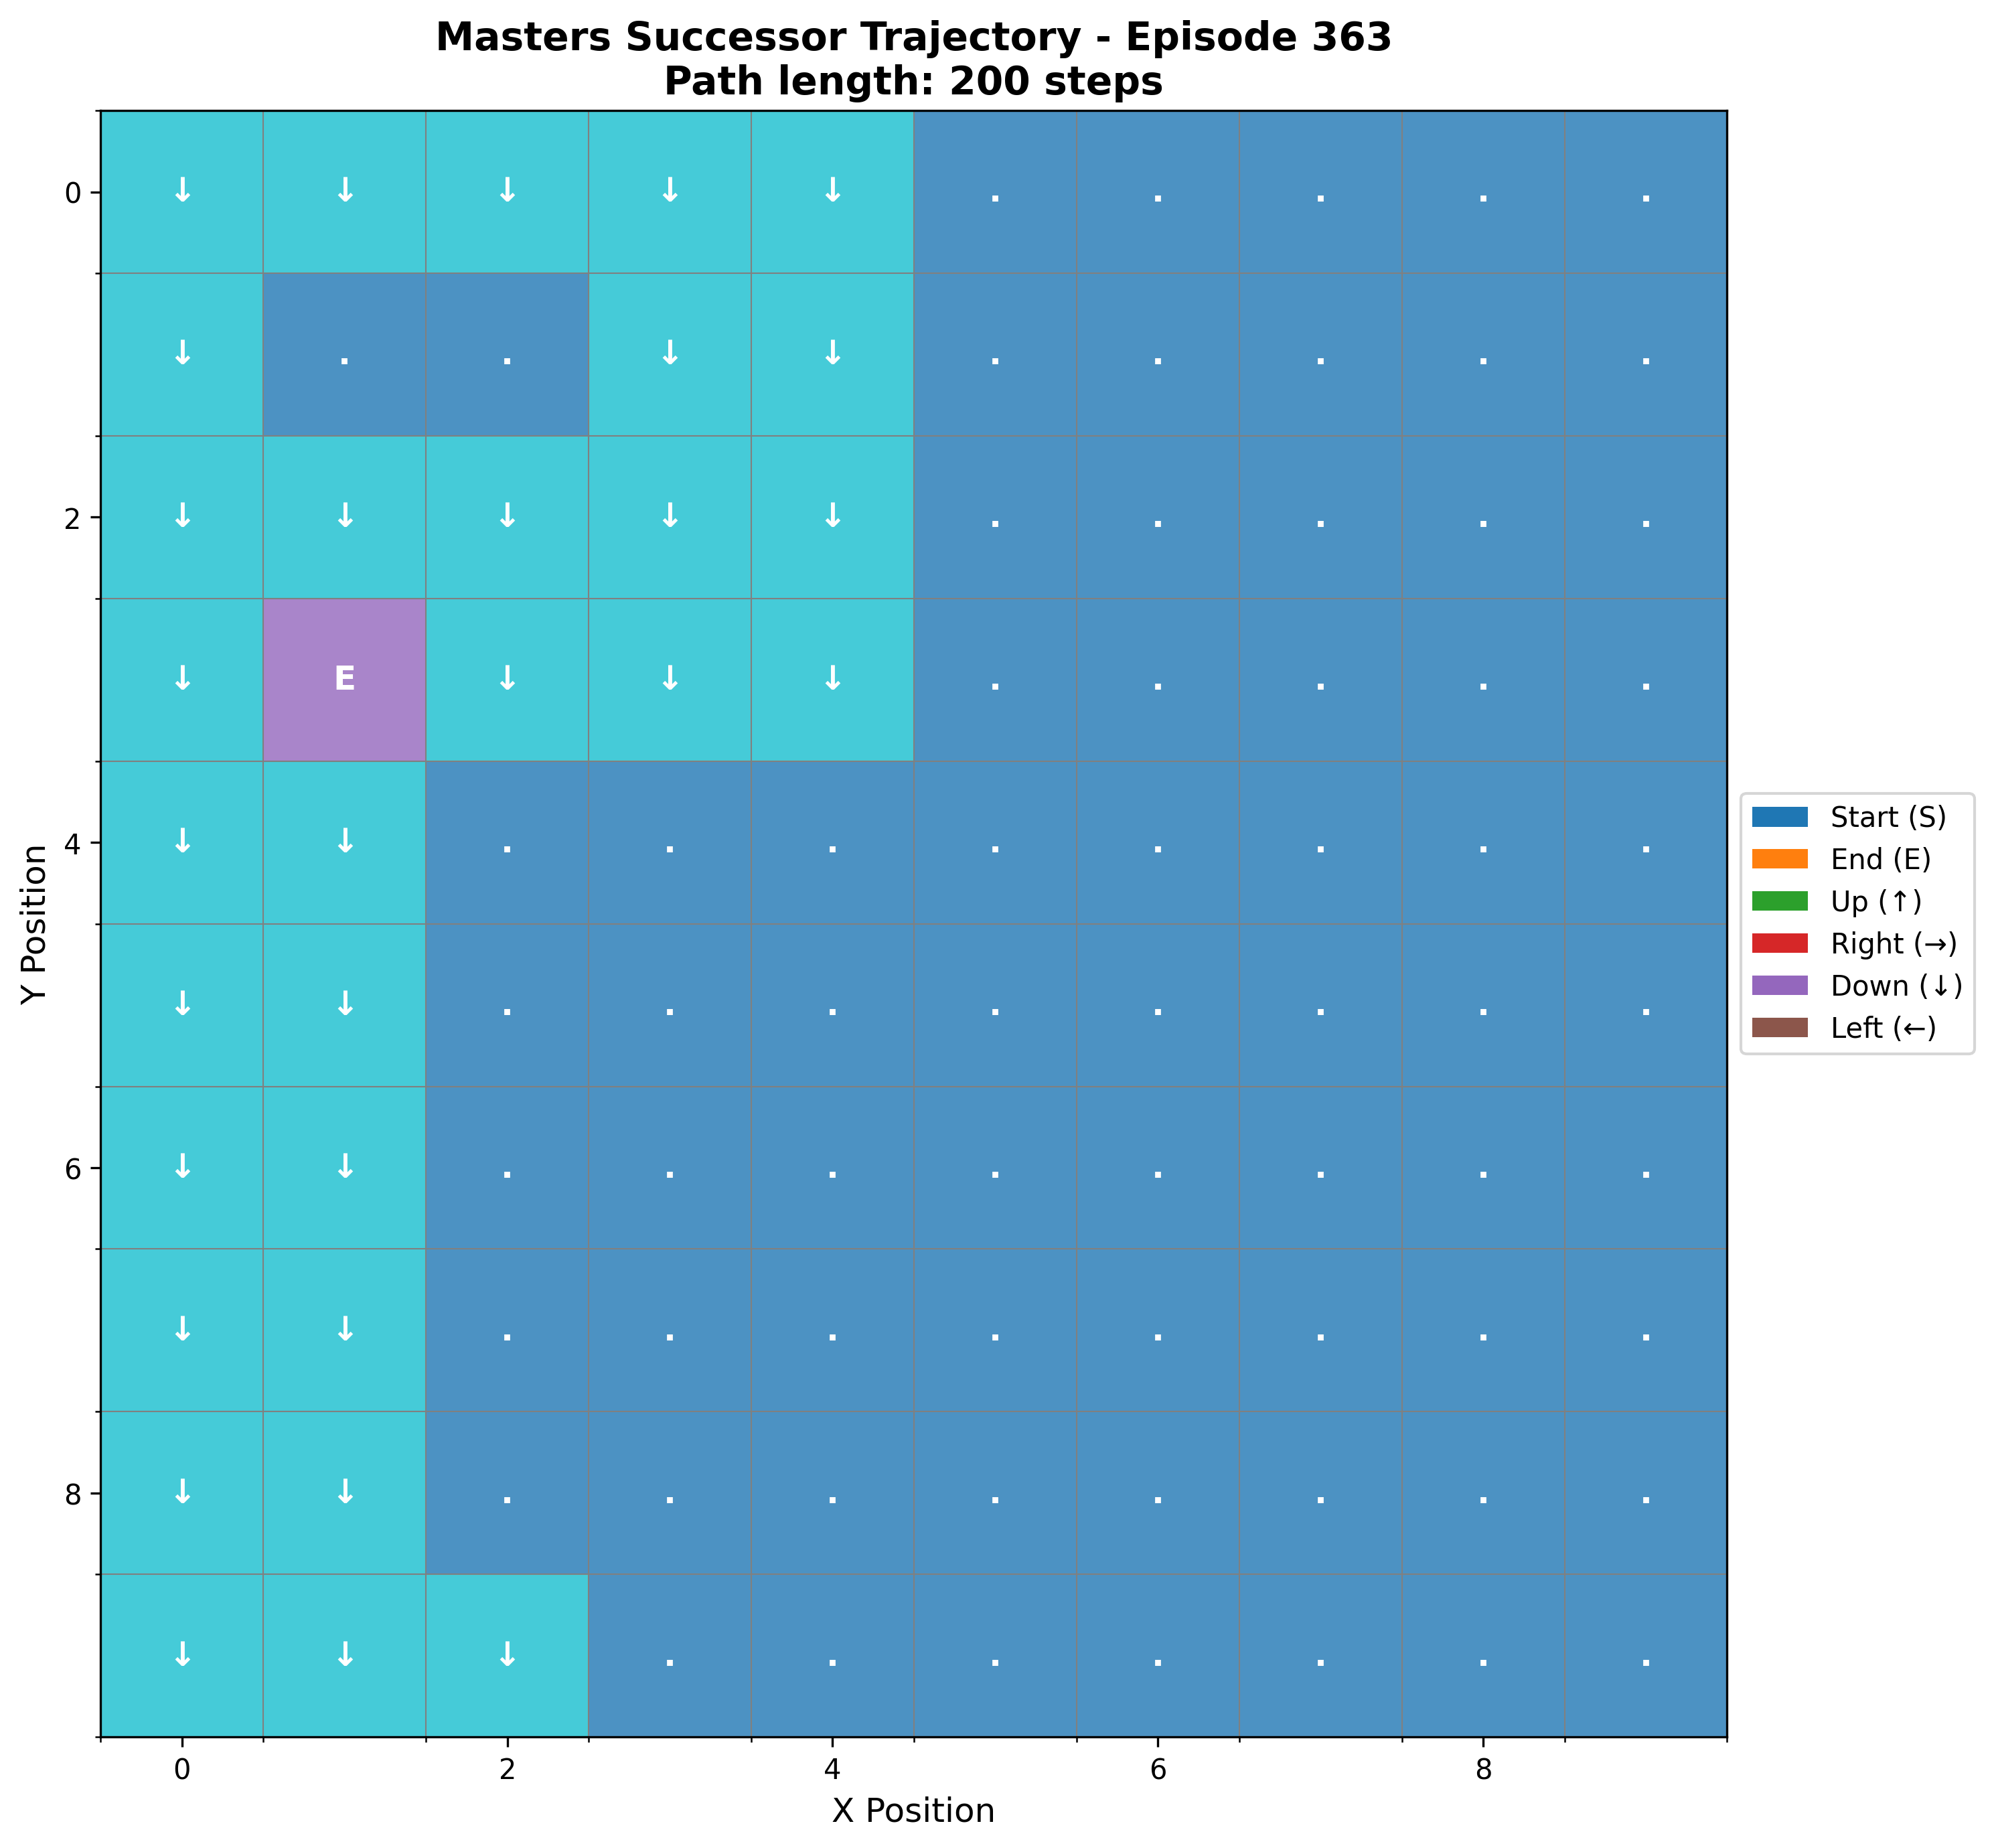 Masters Successor Trajectory - Episode 363
Path length: 200 steps
0 ↓ ↓ ↓ ↓ ↓ . . . . .
↓ . . ↓ ↓ . . . . .
2 ↓ ↓ ↓ ↓ ↓ . . . . .
↓ E ↓ ↓ ↓ . . . . .
4 ↓ ↓ . . . . . . . .
↓ ↓ . . . . . . . .
6 ↓ ↓ . . . . . . . .
↓ ↓ . . . . . . . .
8 ↓ ↓ . . . . . . . .
↓ ↓ ↓ . . . . . . .
0 2 4 6 8
X Position
Y Position
Start (S)
End (E)
Up (↑)
Right (→)
Down (↓)
Left (←)